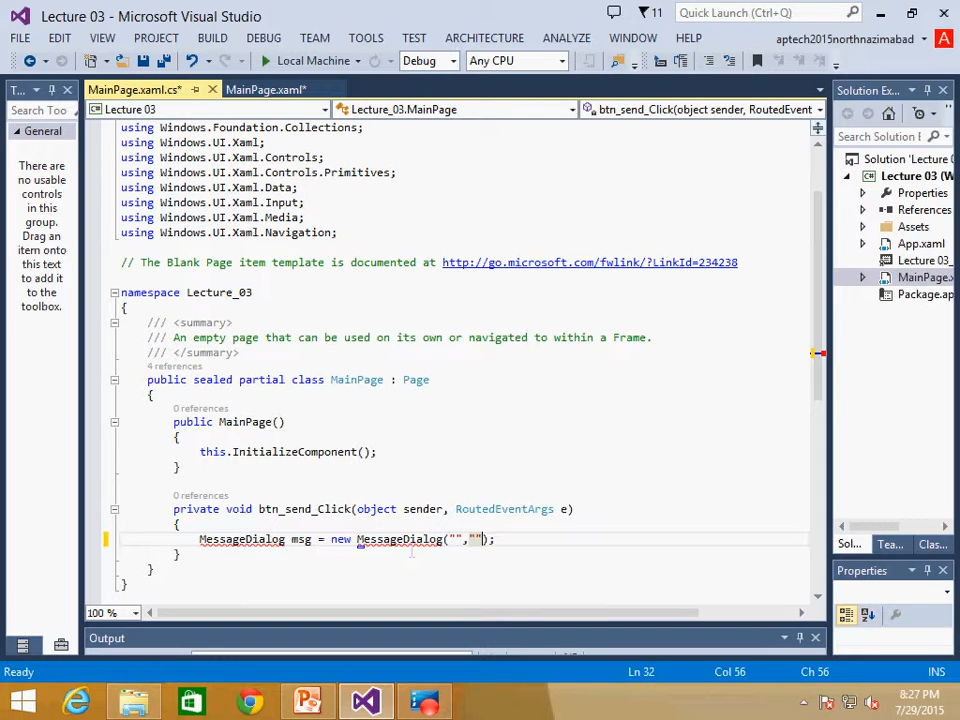 Lecture 03 - Microsoft Visual Studio
11
Quick Launch (Ctrl+Q)
FILE EDIT VIEW PROJECT BUILD DEBUG TEAM TOOLS TEST ARCHITECTURE ANALYZE WINDOW HELP
aptech2015northnazimabad A
Local Machine Debug Any CPU
T...
MainPage.xaml.cs* MainPage.xaml*
Solution Ex...
Search Too
Lecture 03 Lecture_03.MainPage btn_send_Click(object sender, RoutedEvent
General
There are
no usable
controls
in this
group.
Drag an
item onto
this text
to add it
to the
toolbox.
using Windows.Foundation.Collections;
using Windows.UI.Xaml;
using Windows.UI.Xaml.Controls;
using Windows.UI.Xaml.Controls.Primitives;
using Windows.UI.Xaml.Data;
using Windows.UI.Xaml.Input;
using Windows.UI.Xaml.Media;
using Windows.UI.Xaml.Navigation;
// The Blank Page item template is documented at http://go.microsoft.com/fwlink/?LinkId=234238
namespace Lecture_03
{
/// <summary>
/// An empty page that can be used on its own or navigated to within a Frame.
/// </summary>
4 references
public sealed partial class MainPage : Page
{
0 references
public MainPage()
{
this.InitializeComponent();
}
0 references
private void btn_send_Click(object sender, RoutedEventArgs e)
{
MessageDialog msg = new MessageDialog("","");
}
}
}
100 %
Search Solution E
Solution 'Lecture
Lecture 03 (W
Properties
References
Assets
App.xaml
Lecture 03_
MainPage.
Package.ap
Sol... Tea... Class...
Properties
Output
Ready Ln 32 Col 56 Ch 56 INS
8:27 PM
7/29/2015